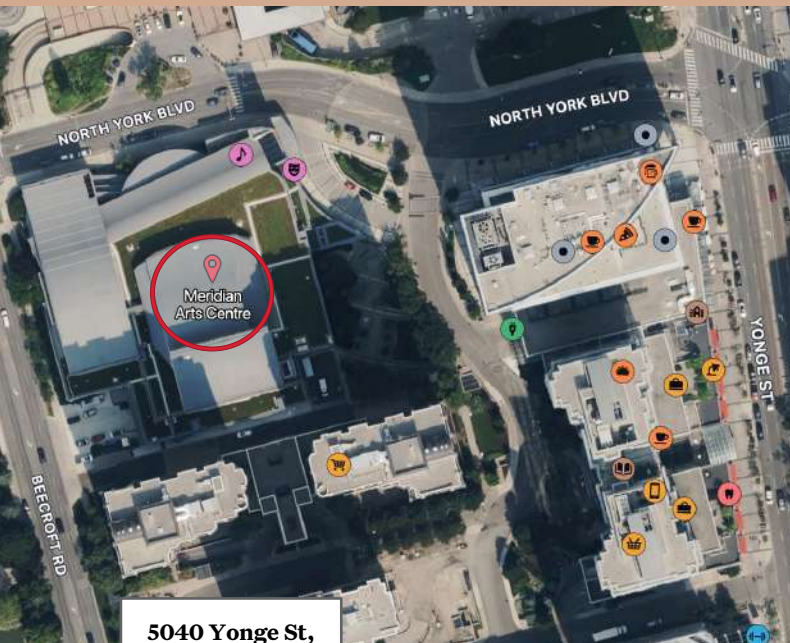 NORTH YORK BLVD
NORTH YORK BLVD
Meridian
Arts Centre
YONGE ST
BEECROFT RD
5040 Yonge St,